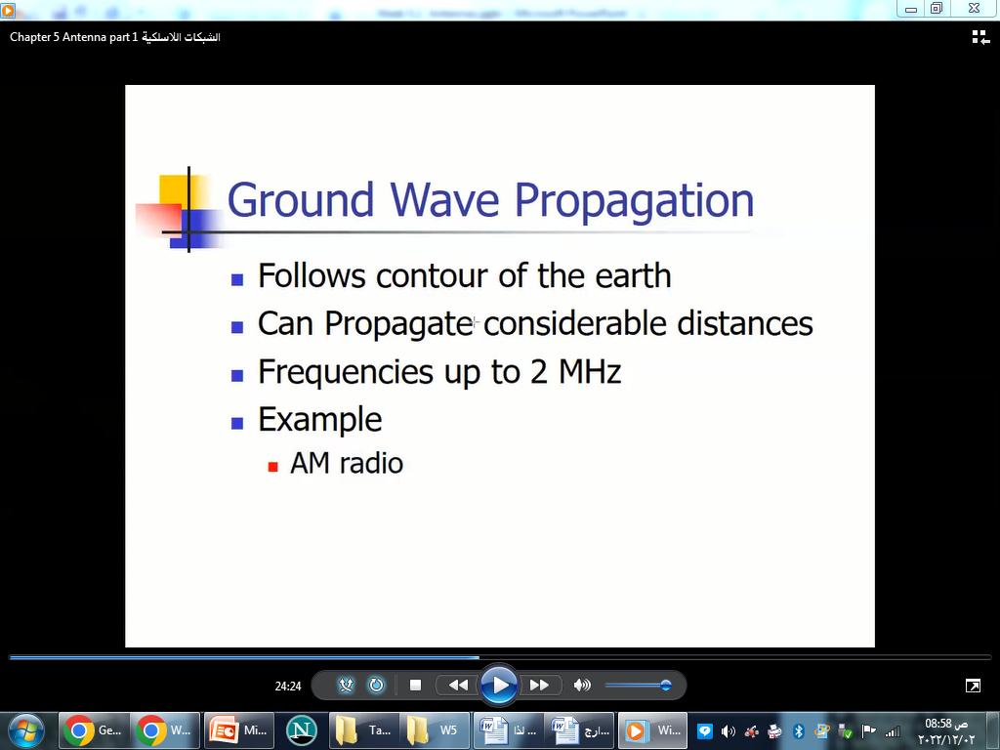 Chapter 5 Antenna part 1 الشبكات اللاسلكية
Ground Wave Propagation
Follows contour of the earth
Can Propagate considerable distances
Frequencies up to 2 MHz
Example
AM radio
24:24
Ge...
W...
Mi...
N
Ta...
W5
لذا ...
ارج...
Wi...
08:58 ص
٢٠٢٢/١٢/٠٢